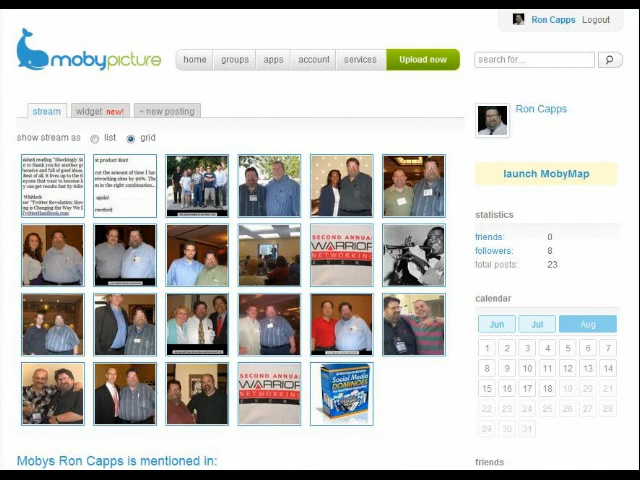 Ron Capps Logout
mobypicture
home groups apps account services Upload now
search for...
stream widget new! + new posting
Ron Capps
show stream as list grid
launch MobyMap
statistics
friends: 0
followers: 8
total posts: 23
SECOND ANNUAL
WARRIOR
NETWORKING
EVENT
calendar
Jun Jul Aug
1 2 3 4 5 6 7
8 9 10 11 12 13 14
15 16 17 18 19 20 21
22 23 24 25 26 27 28
29 30 31
SECOND ANNUAL
WARRIOR
NETWORKING
EVENT
Social Media
DOMINOES
Mobys Ron Capps is mentioned in:
friends